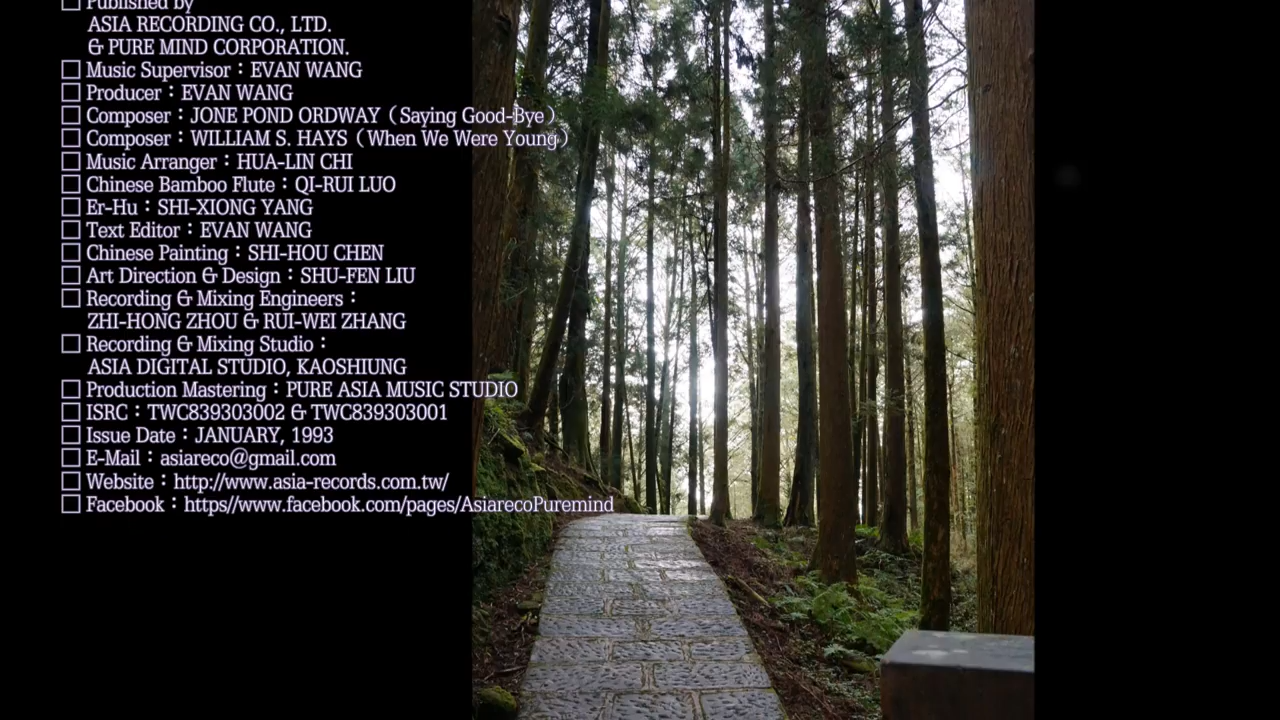 □ Published by
ASIA RECORDING CO., LTD.
& PURE MIND CORPORATION.
□ Music Supervisor：EVAN WANG
□ Producer：EVAN WANG
□ Composer：JONE POND ORDWAY（Saying Good-Bye）
□ Composer：WILLIAM S. HAYS（When We Were Young）
□ Music Arranger：HUA-LIN CHI
□ Chinese Bamboo Flute：QI-RUI LUO
□ Er-Hu：SHI-XIONG YANG
□ Text Editor：EVAN WANG
□ Chinese Painting：SHI-HOU CHEN
□ Art Direction & Design：SHU-FEN LIU
□ Recording & Mixing Engineers：
ZHI-HONG ZHOU & RUI-WEI ZHANG
□ Recording & Mixing Studio：
ASIA DIGITAL STUDIO, KAOSHIUNG
□ Production Mastering：PURE ASIA MUSIC STUDIO
□ ISRC：TWC839303002 & TWC839303001
□ Issue Date：JANUARY, 1993
□ E-Mail：asiareco@gmail.com
□ Website：http://www.asia-records.com.tw/
□ Facebook：https//www.facebook.com/pages/AsiarecoPuremind